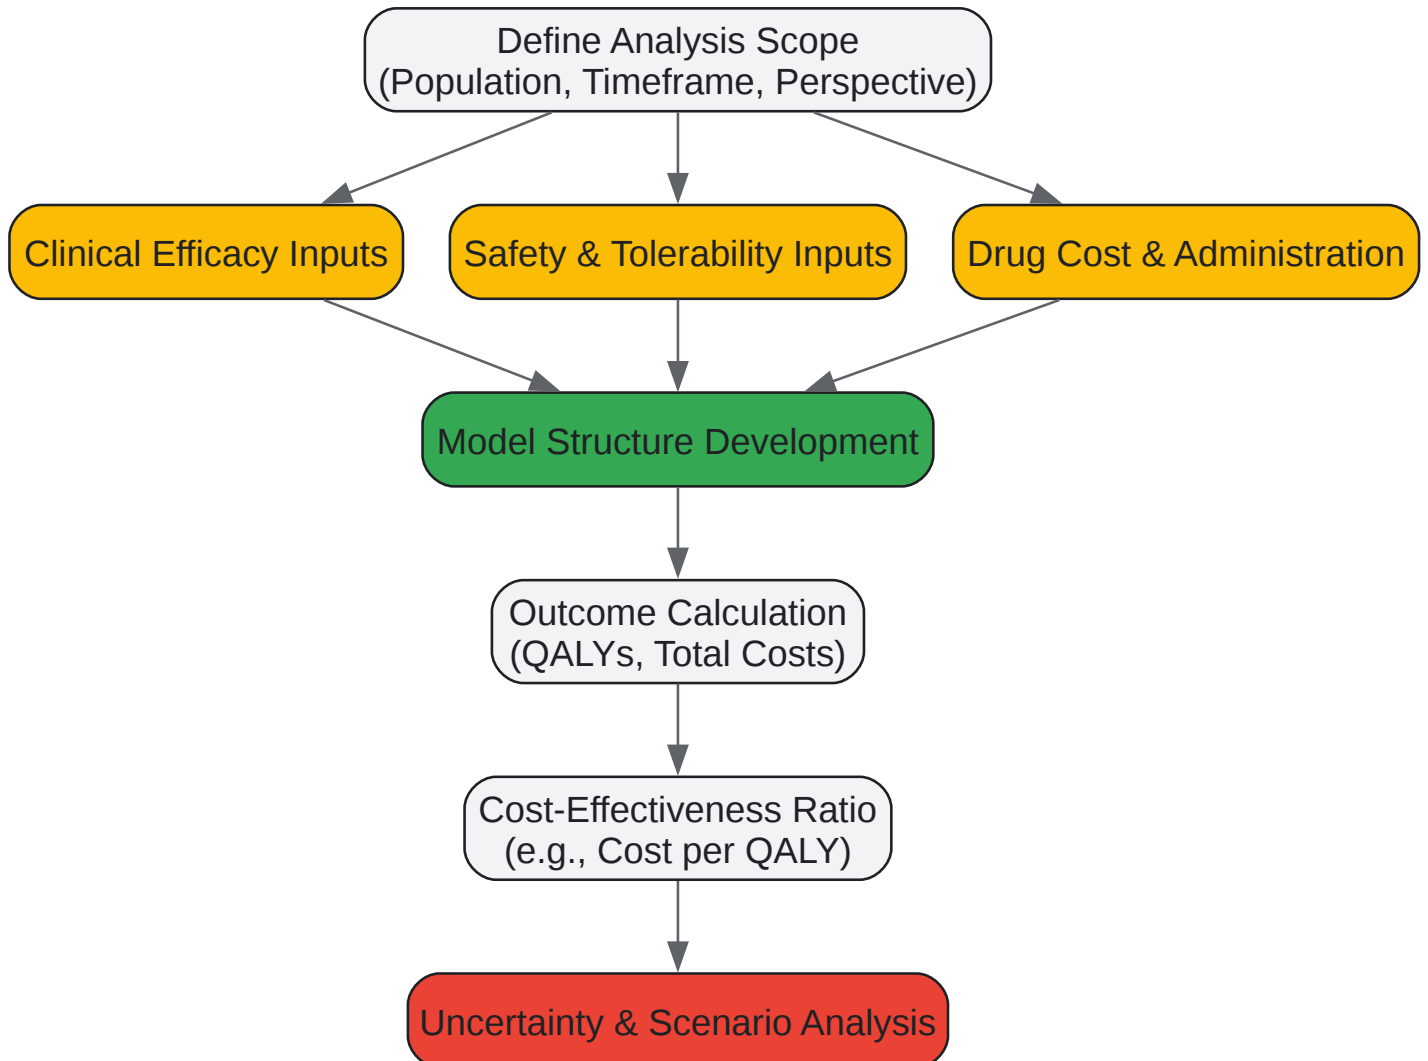 Define Analysis Scope
(Population, Timeframe, Perspective)
Clinical Efficacy Inputs
Safety & Tolerability Inputs
Drug Cost & Administration
Model Structure Development
Outcome Calculation
(QALYs, Total Costs)
Cost-Effectiveness Ratio
(e.g., Cost per QALY)
Uncertainty & Scenario Analysis